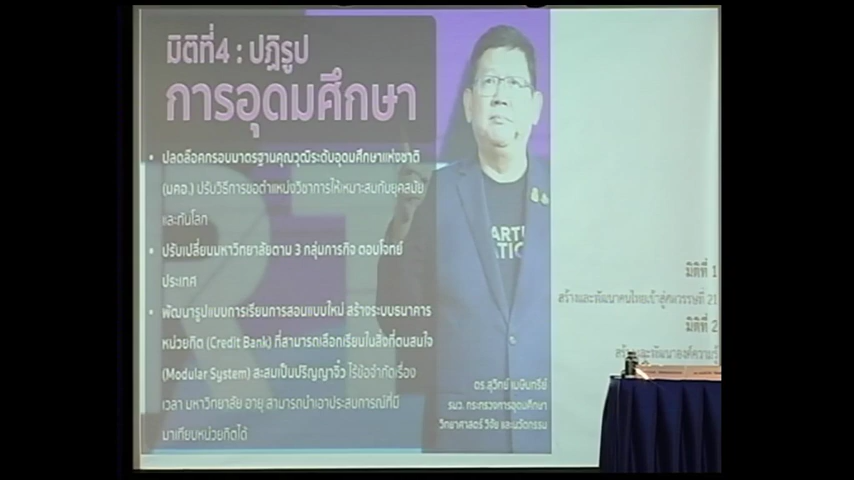 มิติที่4 : ปฏิรูป
การอุดมศึกษา
• ปลดล็อคกรอบมาตรฐานคุณวุฒิระดับอุดมศึกษาแห่งชาติ
(มคอ.) ปรับวิธีการขอตำแหน่งวิชาการให้เหมาะสมกับยุคสมัย
และทันโลก
• ปรับเปลี่ยนมหาวิทยาลัยตาม 3 กลุ่มภารกิจ ตอบโจทย์
ประเทศ
• พัฒนารูปแบบการเรียนการสอนแบบใหม่ สร้างระบบธนาคาร
หน่วยกิต (Credit Bank) ที่สามารถเลือกเรียนในสิ่งที่ตนสนใจ
(Modular System) สะสมเป็นปริญญาจิ๋ว ไร้ข้อจำกัดเรื่อง
เวลา มหาวิทยาลัย อายุ สามารถนำเอาประสบการณ์ที่มี
มาเทียบหน่วยกิตได้
ARTU
ATIO
ดร.สุวิทย์ เมษินทรีย์
รมว. กระทรวงการอุดมศึกษา
วิทยาศาสตร์ วิจัย และนวัตกรรม
มิติที่ 1
สร้างและพัฒนาคนไทยเข้าสู่ศตวรรษที่ 21
มิติที่ 2
สร้างและพัฒนาองค์ความรู้